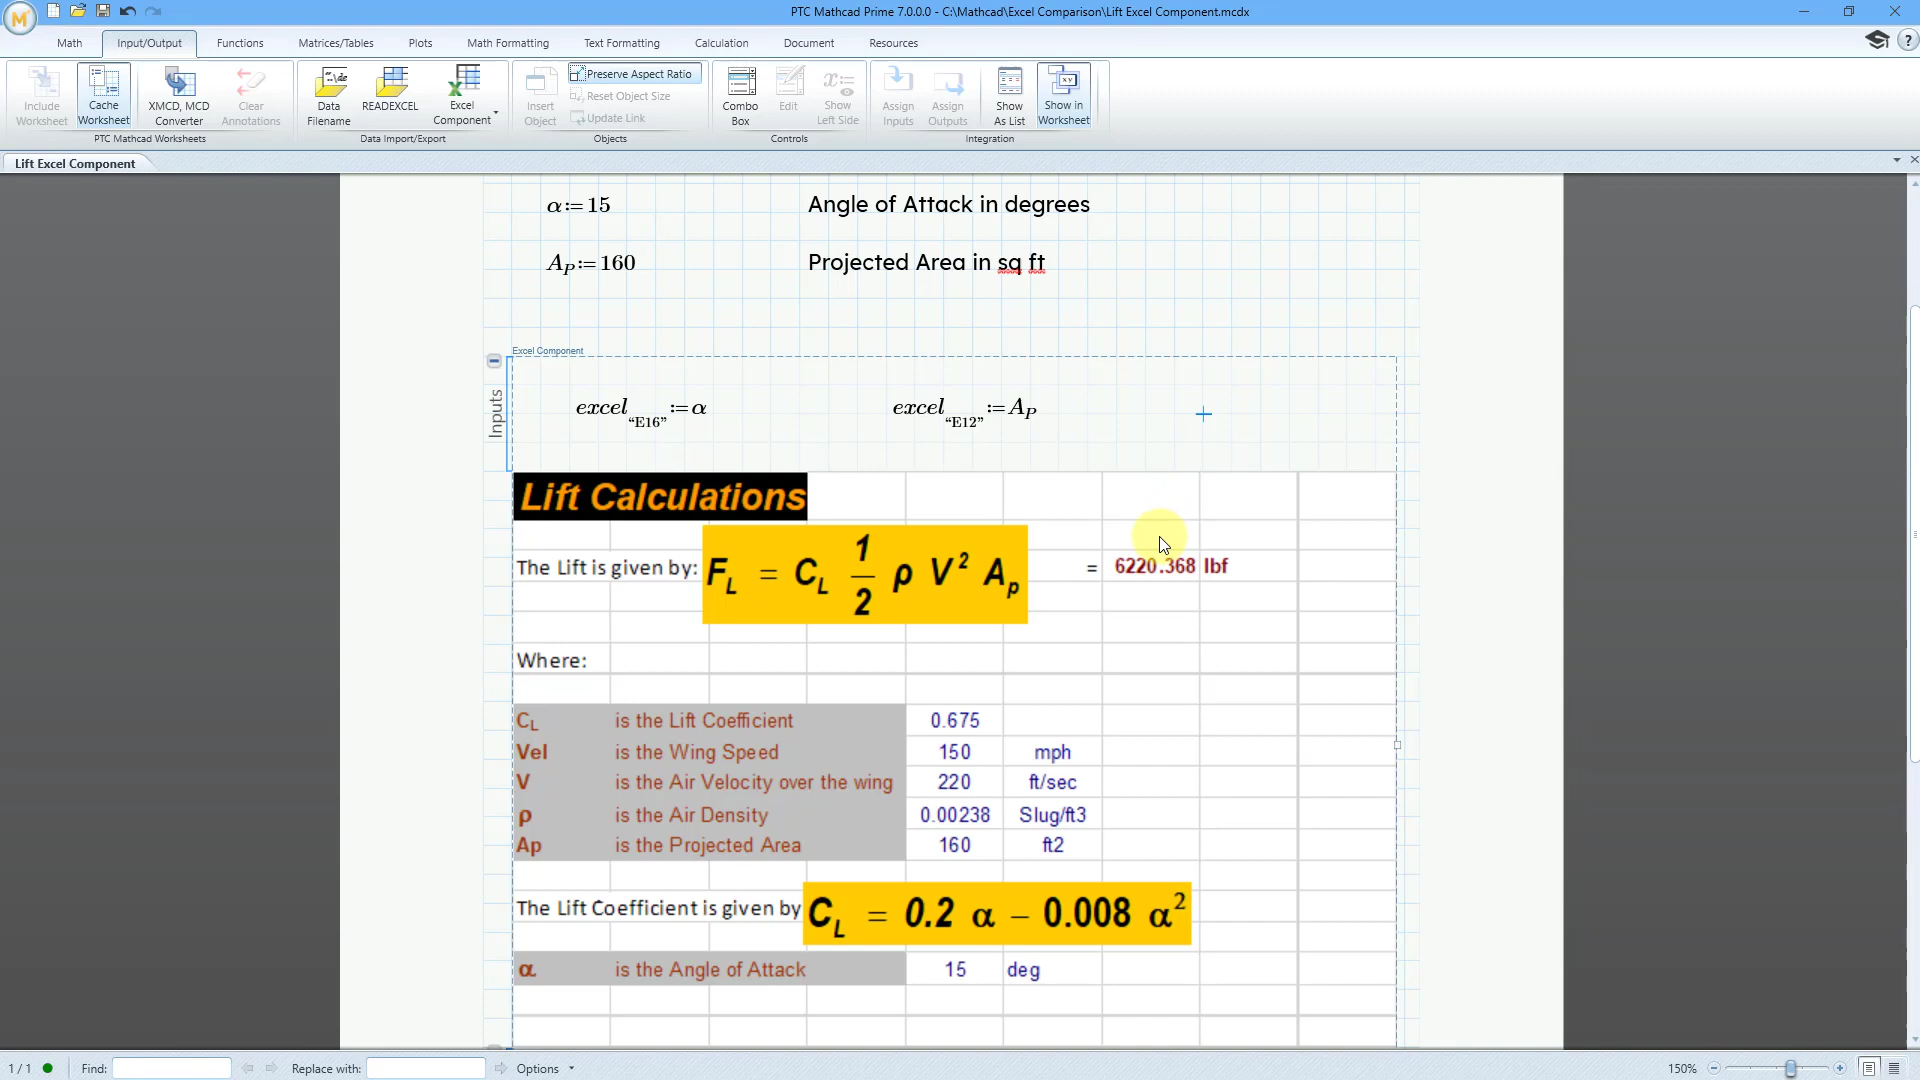 PTC Mathcad Prime 7.0.0.0 - C:\Mathcad\Excel Comparison\Lift Excel Component.mcdx
Math Input/Output Functions Matrices/Tables Plots Math Formatting Text Formatting Calculation Document Resources
Include Worksheet
Cache Worksheet
XMCD, MCD Converter
Clear Annotations
PTC Mathcad Worksheets
Data Filename
READEXCEL
Excel Component
Data Import/Export
Insert Object
Preserve Aspect Ratio
Reset Object Size
Update Link
Objects
Combo Box
Edit
Show Left Side
Controls
Assign Inputs
Assign Outputs
Show As List
Show in Worksheet
Integration
Lift Excel Component
α:=15 Angle of Attack in degrees
A_P:=160 Projected Area in sq ft
Excel Component
Inputs
excel_"E16":=α excel_"E12":=A_P
Lift Calculations
The Lift is given by: F_L = C_L 1/2 ρ V² A_p = 6220.368 lbf
Where:
C_L is the Lift Coefficient 0.675
Vel is the Wing Speed 150 mph
V is the Air Velocity over the wing 220 ft/sec
ρ is the Air Density 0.00238 Slug/ft3
Ap is the Projected Area 160 ft2
The Lift Coefficient is given by C_L = 0.2 α – 0.008 α²
α is the Angle of Attack 15 deg
1 / 1 Find: Replace with: Options 150%